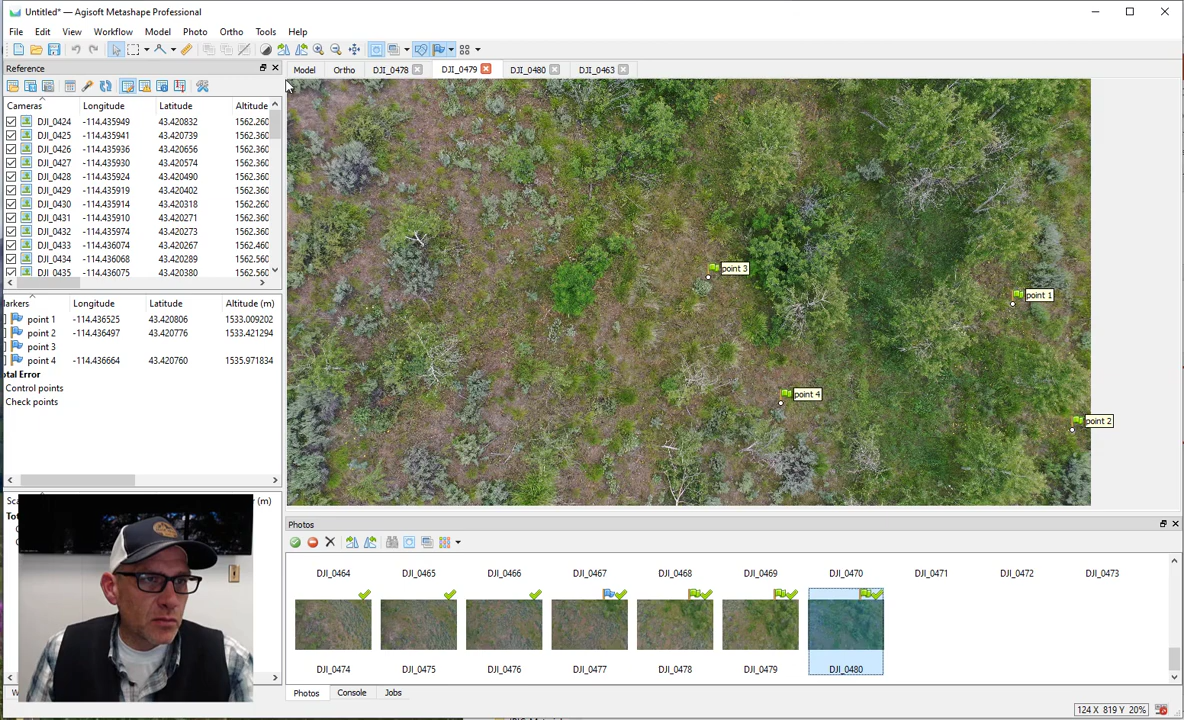 Untitled* — Agisoft Metashape Professional
File Edit View Workflow Model Photo Ortho Tools Help
Reference
Model Ortho DJI_0478 DJI_0479 DJI_0480 DJI_0463
Cameras Longitude Latitude Altitude
DJI_0424 -114.435949 43.420832 1562.260
DJI_0425 -114.435941 43.420739 1562.360
DJI_0426 -114.435936 43.420656 1562.360
DJI_0427 -114.435930 43.420574 1562.360
DJI_0428 -114.435924 43.420490 1562.360
DJI_0429 -114.435919 43.420402 1562.360
DJI_0430 -114.435914 43.420318 1562.360
DJI_0431 -114.435910 43.420271 1562.360
DJI_0432 -114.435974 43.420273 1562.360
DJI_0433 -114.436074 43.420267 1562.460
DJI_0434 -114.436068 43.420289 1562.560
DJI_0435 -114.436075 43.420380 1562.560
arkers Longitude Latitude Altitude (m)
point 1 -114.436525 43.420806 1533.009202
point 2 -114.436497 43.420776 1533.421294
point 3
point 4 -114.436664 43.420760 1535.971834
otal Error
Control points
Check points
(m)
point 3
point 1
point 4
point 2
Photos
DJI_0464 DJI_0465 DJI_0466 DJI_0467 DJI_0468 DJI_0469 DJI_0470 DJI_0471 DJI_0472 DJI_0473
DJI_0474 DJI_0475 DJI_0476 DJI_0477 DJI_0478 DJI_0479 DJI_0480
Photos Console Jobs
124 X 819 Y 20%